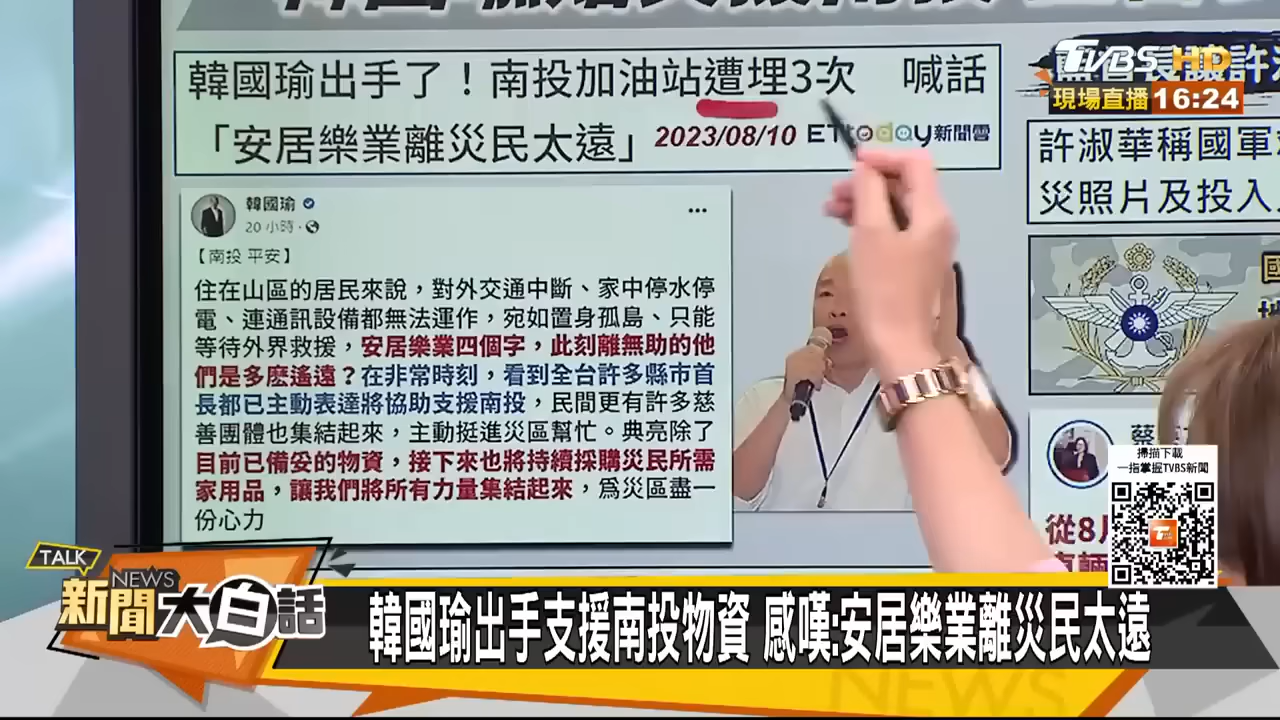 韓國瑜出手了！南投加油站遭埋3次 喊話
「安居樂業離災民太遠」 2023/08/10 ETtoday新聞雲
韓國瑜
20 小時
【南投 平安】
住在山區的居民來說，對外交通中斷、家中停水停
電、連通訊設備都無法運作，宛如置身孤島、只能
等待外界救援，安居樂業四個字，此刻離無助的他
們是多麽遙遠？在非常時刻，看到全台許多縣市首
長都已主動表達將協助支援南投，民間更有許多慈
善團體也集結起來，主動挺進災區幫忙。典亮除了
目前已備妥的物資，接下來也將持續採購災民所需
家用品，讓我們將所有力量集結起來，為災區盡一
份心力
TVBS HD
現場直播 16:24
許淑華稱國軍
災照片及投入
蔡
從8
掃描下載
一指掌握TVBS新聞
TALK
NEWS
新聞大白話
韓國瑜出手支援南投物資 感嘆:安居樂業離災民太遠
NEWS